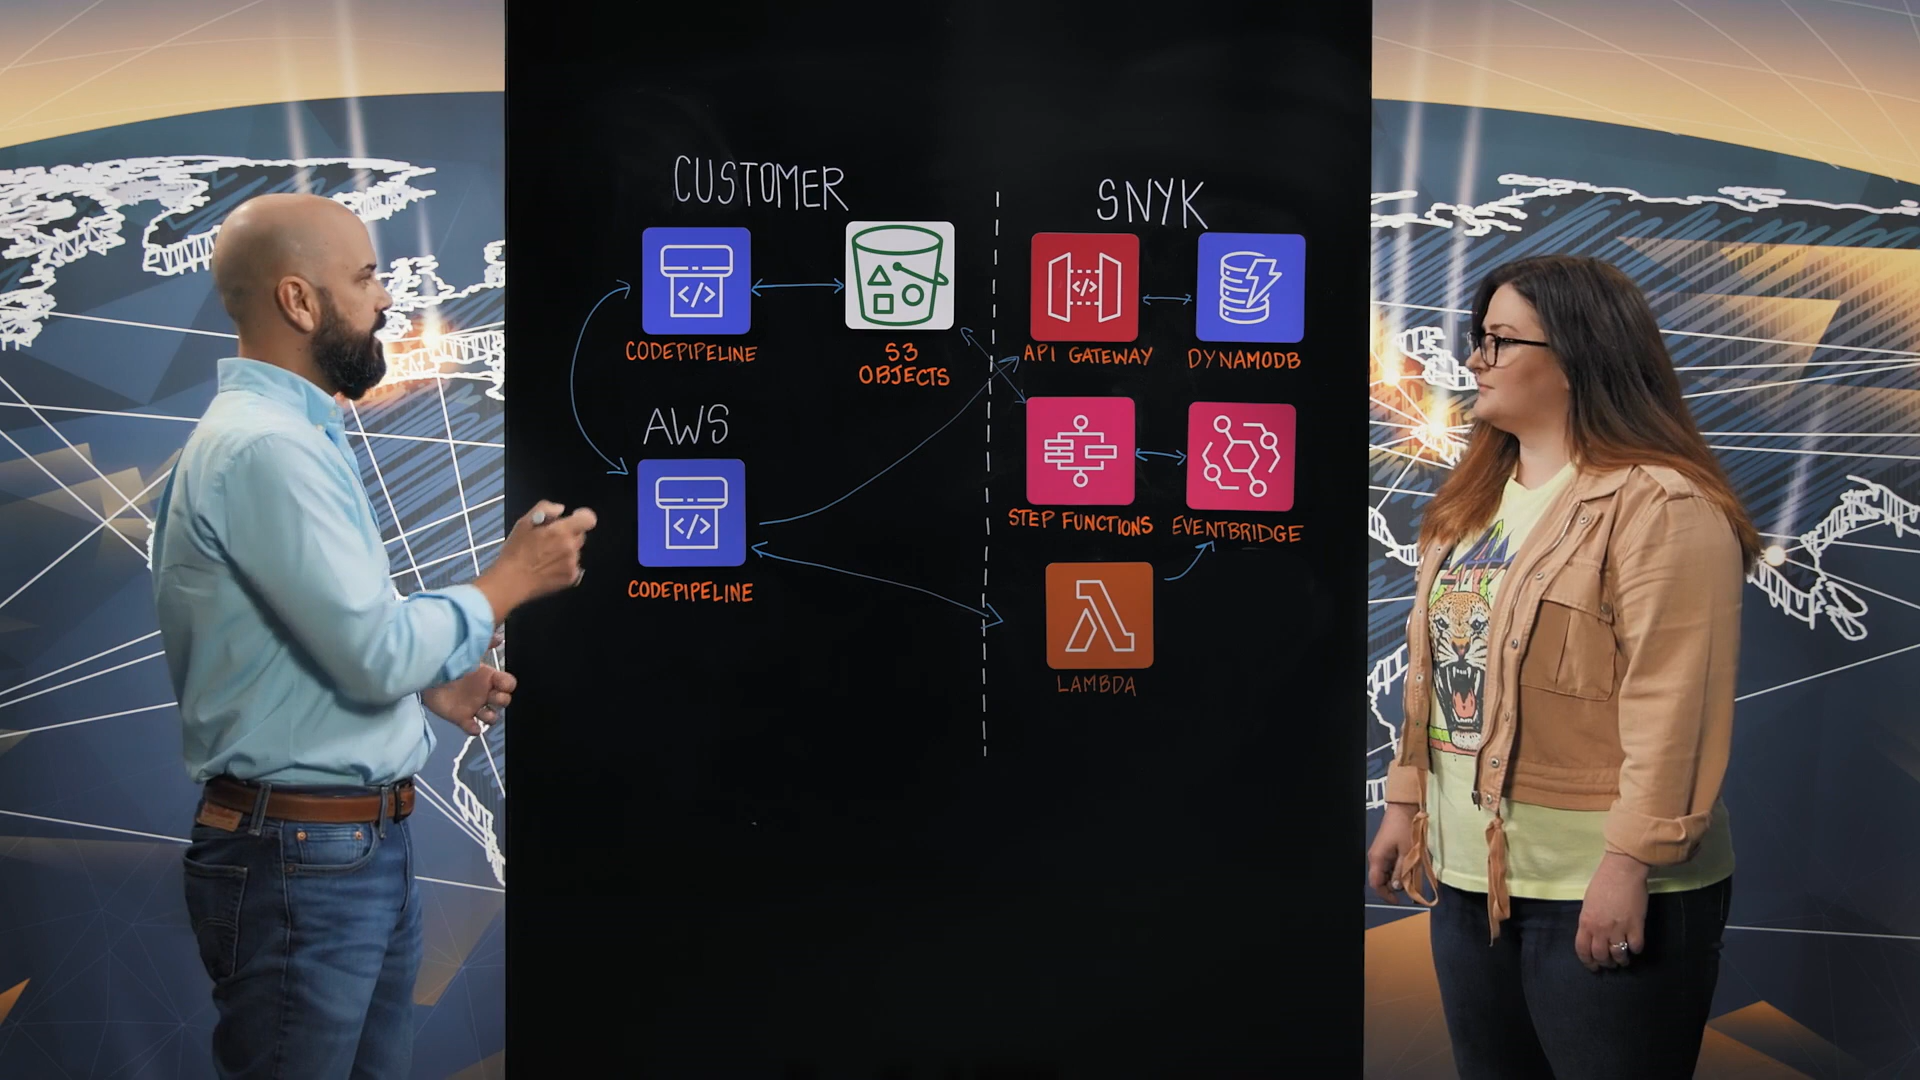 CUSTOMER
SNYK
</>
CODEPIPELINE
S3
OBJECTS
</>
API GATEWAY
DYNAMODB
AWS
</>
CODEPIPELINE
STEP FUNCTIONS
EVENTBRIDGE
LAMBDA